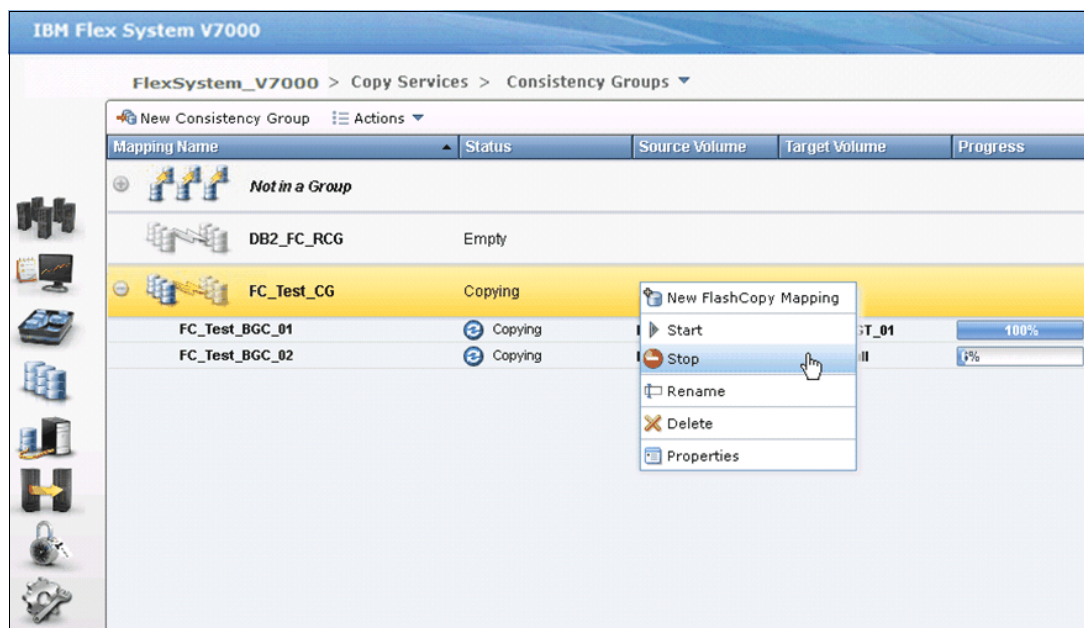 IBM Flex System V7000
FlexSystem_V7000 > Copy Services > Consistency Groups
New Consistency Group Actions
Mapping Name Status Source Volume Target Volume Progress
Not in a Group
DB2_FC_RCG Empty
FC_Test_CG Copying
New FlashCopy Mapping
FC_Test_BGC_01 Copying Start T_01 100%
FC_Test_BGC_02 Copying Stop
Rename
Delete
Properties